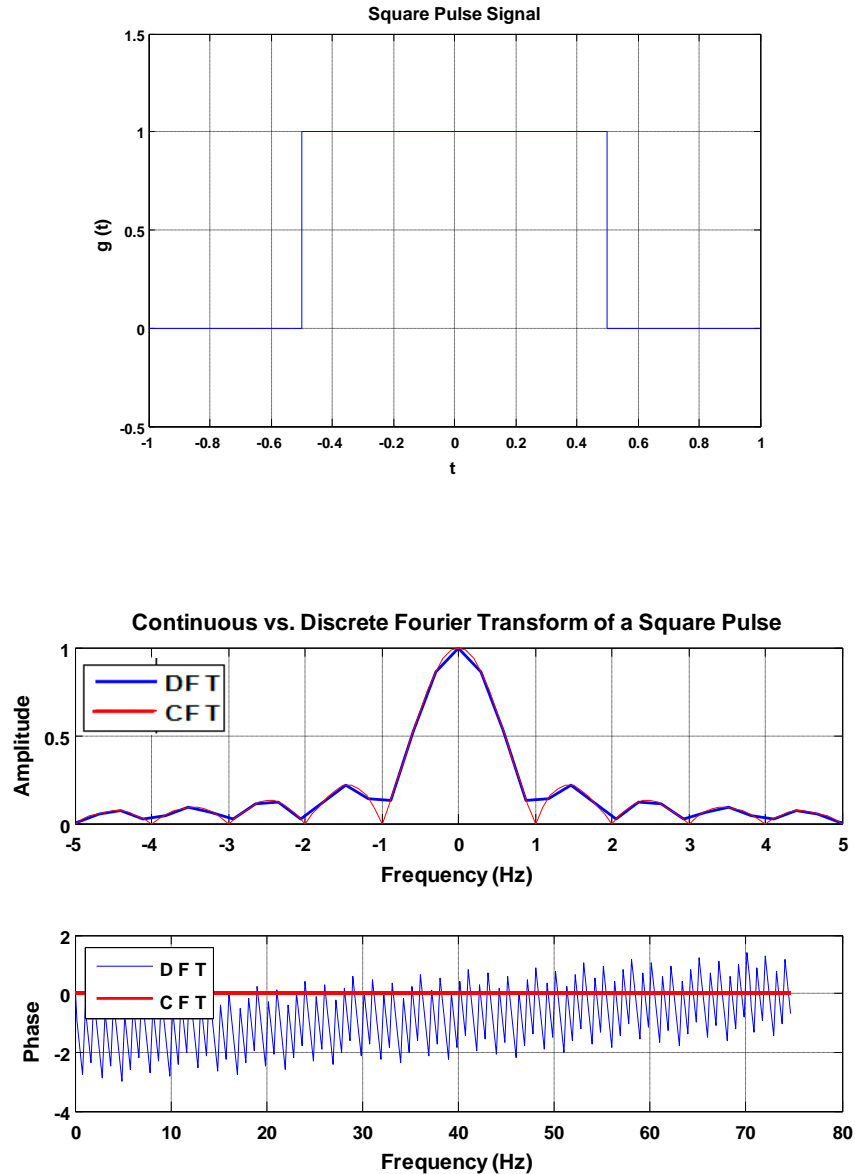 Square Pulse Signal
1.5
1
0.5
0
-0.5
g (t)
-1 -0.8 -0.6 -0.4 -0.2 0 0.2 0.4 0.6 0.8 1
t
Continuous vs. Discrete Fourier Transform of a Square Pulse
1
0.5
0
Amplitude
DFT
CFT
-5 -4 -3 -2 -1 0 1 2 3 4 5
Frequency (Hz)
2
0
-2
-4
Phase
DFT
CFT
0 10 20 30 40 50 60 70 80
Frequency (Hz)